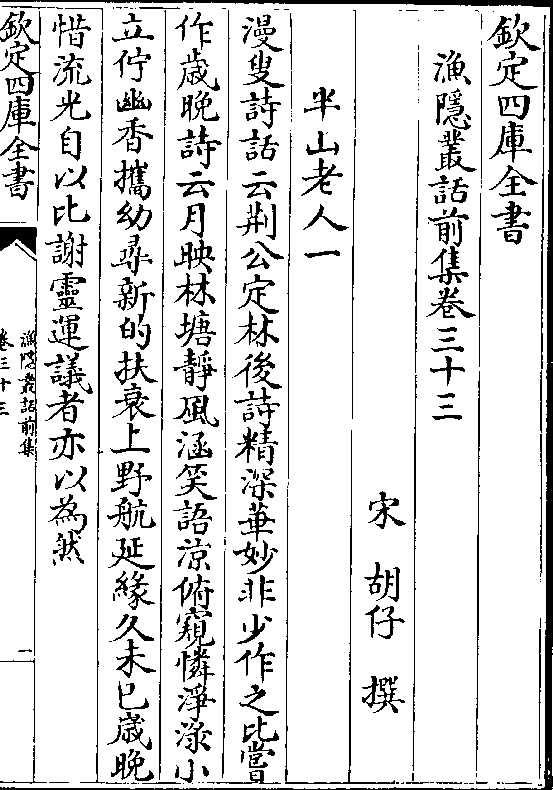 欽定四庫全書
漁隱叢話前集卷三十三
宋 胡仔 撰
半山老人一
漫叟詩話云荆公定林後詩精深華妙非少作之比嘗
作歲晚詩云月映林塘靜風涵笑語涼俯窺憐淨淥小
立佇幽香攜幼尋新的扶衰上野航延緣久未已歲晚
惜流光自以比謝靈運議者亦以為然
欽定四庫全書
漁隱叢話前集
卷三十三
一